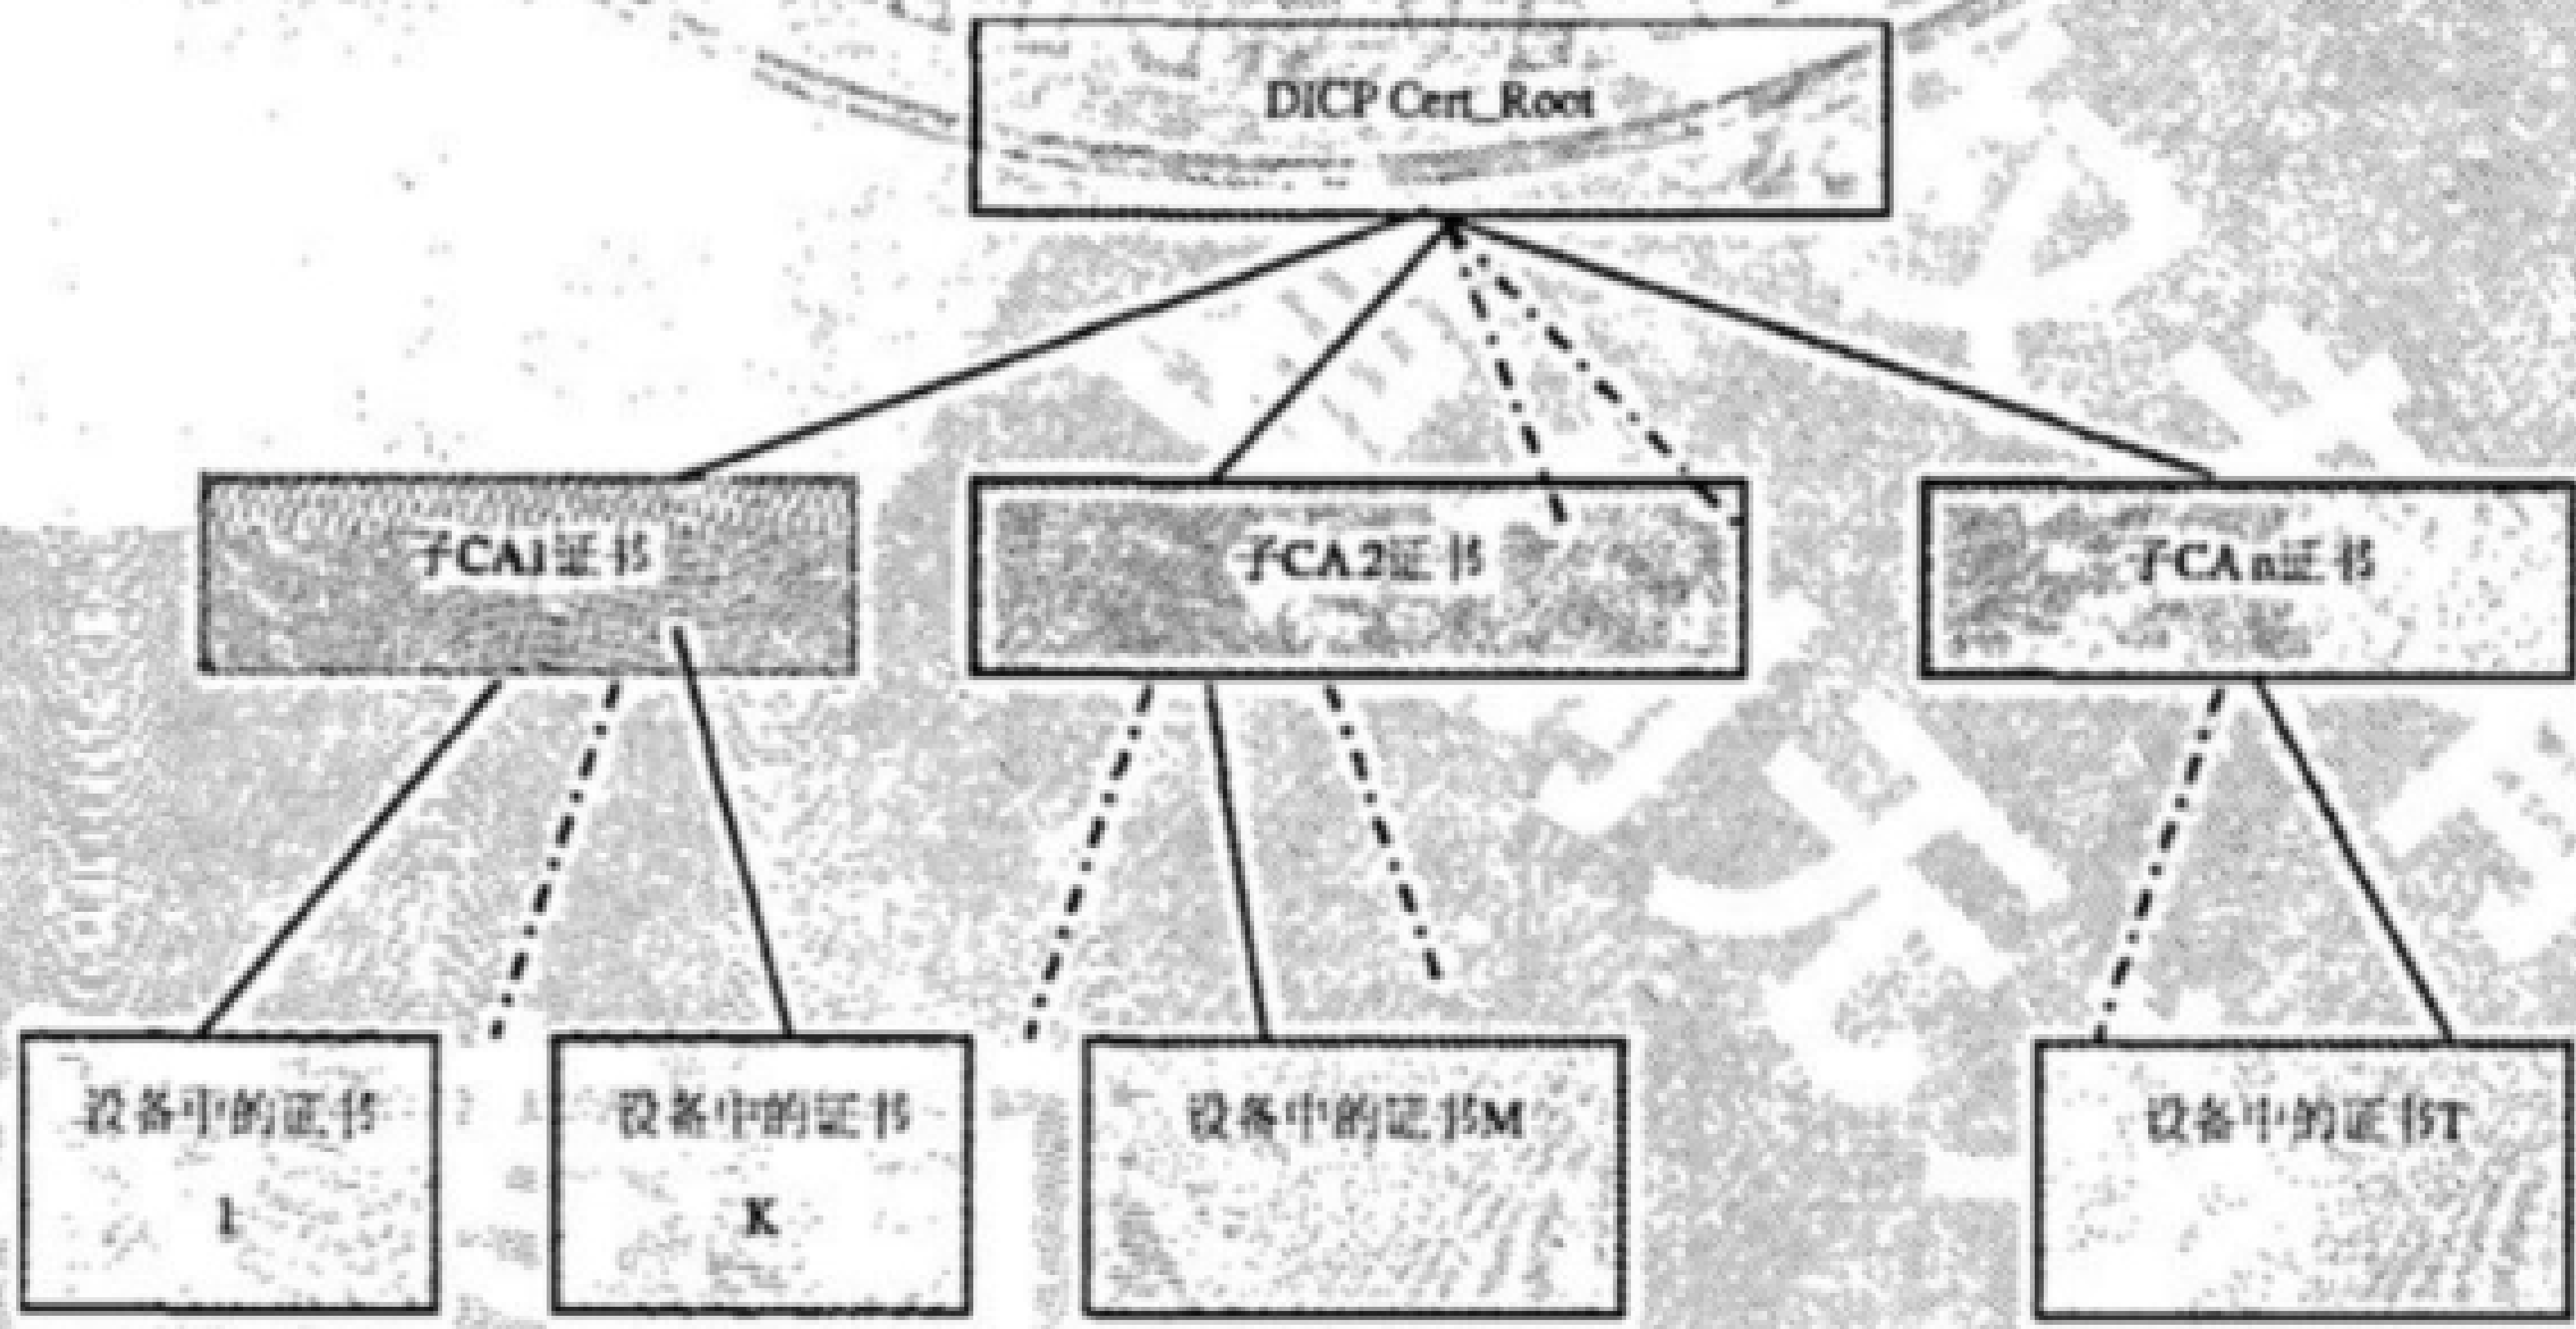 DICP Cert_Root
子CA1证书
子CA 2证书
子CA n证书
设备中的证书
1
设备中的证书
K
设备中的证书M
设备中的证书T